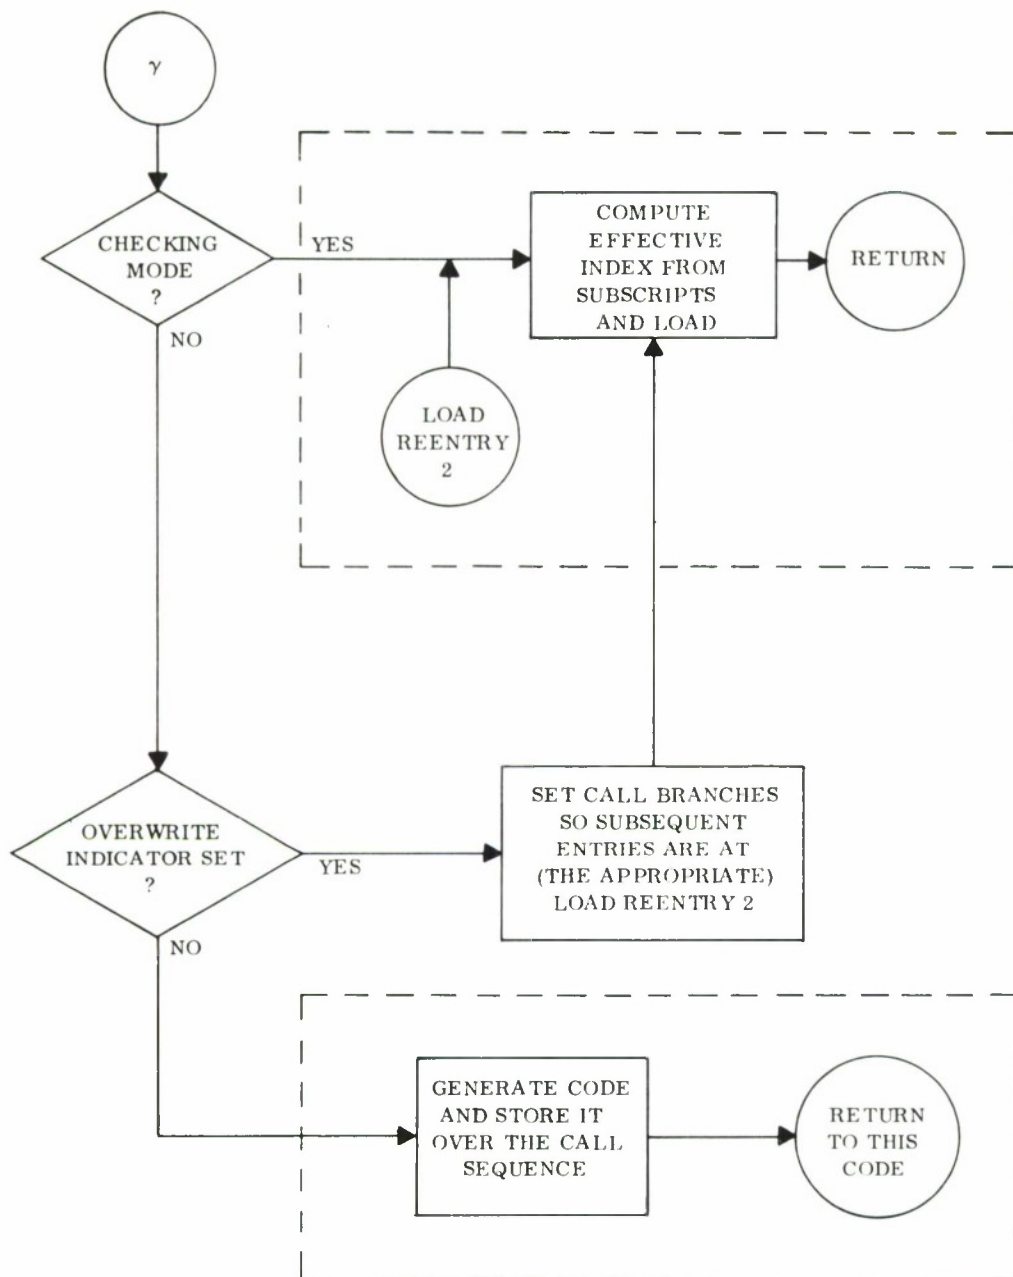 γ
CHECKING
MODE
?
YES
NO
COMPUTE
EFFECTIVE
INDEX FROM
SUBSCRIPTS
AND LOAD
RETURN
LOAD
REENTRY
2
OVERWRITE
INDICATOR SET
?
YES
NO
SET CALL BRANCHES
SO SUBSEQUENT
ENTRIES ARE AT
(THE APPROPRIATE)
LOAD REENTRY 2
GENERATE CODE
AND STORE IT
OVER THE CALL
SEQUENCE
RETURN
TO THIS
CODE